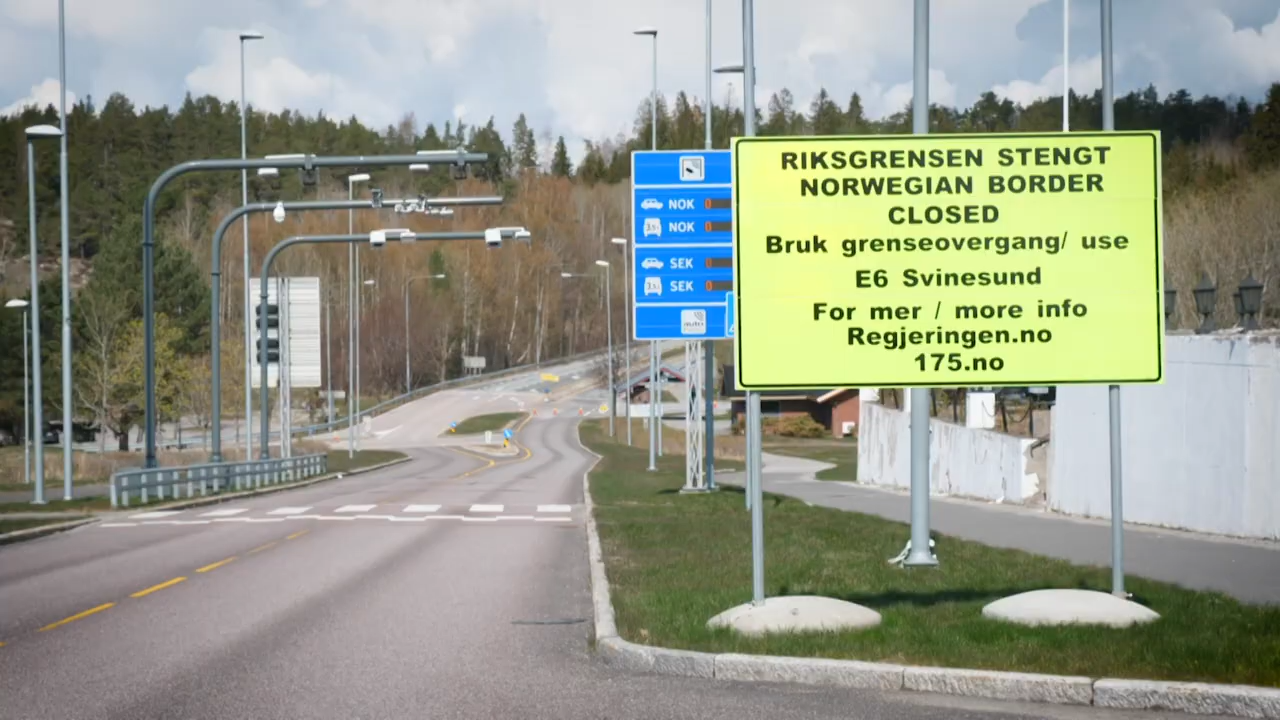 NOK
NOK
SEK
SEK
auto
RIKSGRENSEN STENGT
NORWEGIAN BORDER
CLOSED
Bruk grenseovergang/ use
E6 Svinesund
For mer / more info
Regjeringen.no
175.no